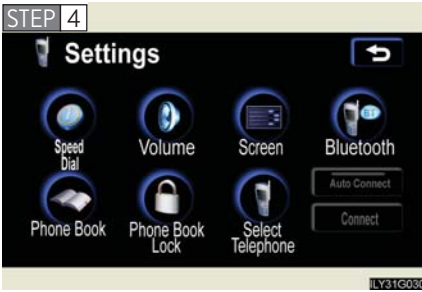 STEP 4
Settings
Speed
Dial
Volume
Screen
BT
Bluetooth
Phone Book
Phone Book
Lock
Select
Telephone
Auto Connect
Connect
ILY31G030